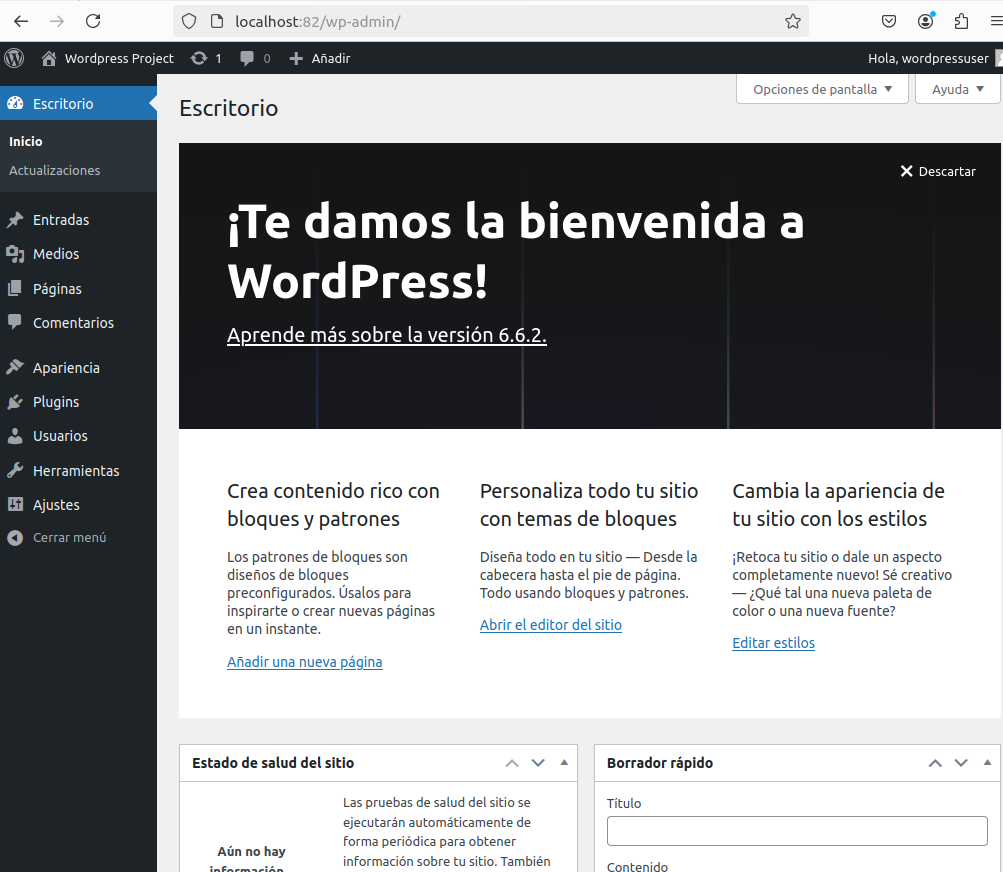 localhost:82/wp-admin/
Wordpress Project 1 0 Añadir Hola, wordpressuser
Escritorio
Inicio
Actualizaciones
Entradas
Medios
Páginas
Comentarios
Apariencia
Plugins
Usuarios
Herramientas
Ajustes
Cerrar menú
Opciones de pantalla Ayuda
Escritorio
Descartar
¡Te damos la bienvenida a
WordPress!
Aprende más sobre la versión 6.6.2.
Crea contenido rico con
bloques y patrones
Los patrones de bloques son
diseños de bloques
preconfigurados. Úsalos para
inspirarte o crear nuevas páginas
en un instante.
Añadir una nueva página
Personaliza todo tu sitio
con temas de bloques
Diseña todo en tu sitio — Desde la
cabecera hasta el pie de página.
Todo usando bloques y patrones.
Abrir el editor del sitio
Cambia la apariencia de
tu sitio con los estilos
¡Retoca tu sitio o dale un aspecto
completamente nuevo! Sé creativo
— ¿Qué tal una nueva paleta de
color o una nueva fuente?
Editar estilos
Estado de salud del sitio
Aún no hay
información
Las pruebas de salud del sitio se
ejecutarán automáticamente de
forma periódica para obtener
información sobre tu sitio. También
Borrador rápido
Título
Contenido